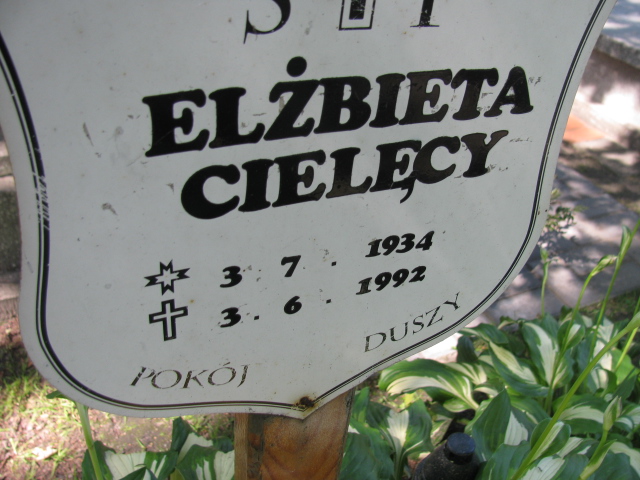 Ś † P
ELŻBIETA
CIELĘCY
3 . 7 . 1934
3 . 6 . 1992
POKÓJ DUSZY